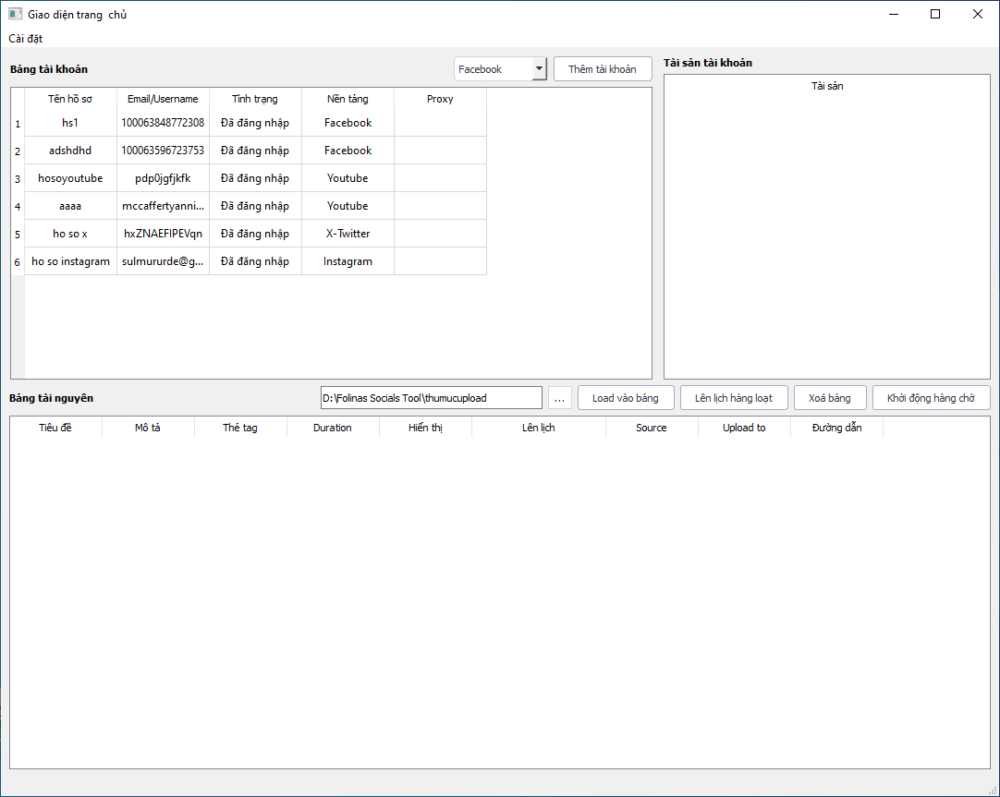 Giao diện trang chủ
Cài đặt
Bảng tài khoản
Facebook
Thêm tài khoản
Tài sản tài khoản
Tên hồ sơ Email/Username Tình trạng Nền tảng Proxy
1 hs1 100063848772308 Đã đăng nhập Facebook
2 adshdhd 100063596723753 Đã đăng nhập Facebook
3 hosoyoutube pdp0jgfjkfk Đã đăng nhập Youtube
4 aaaa mccaffertyanni... Đã đăng nhập Youtube
5 ho so x hxZNAEFIPEVqn Đã đăng nhập X-Twitter
6 ho so instagram sulmururde@g... Đã đăng nhập Instagram
Tài sản
Bảng tài nguyên
D:\Folinas Socials Tool\thumucupload
...
Load vào bảng
Lên lịch hàng loạt
Xoá bảng
Khởi động hàng chờ
Tiêu đề Mô tả Thẻ tag Duration Hiển thị Lên lịch Source Upload to Đường dẫn